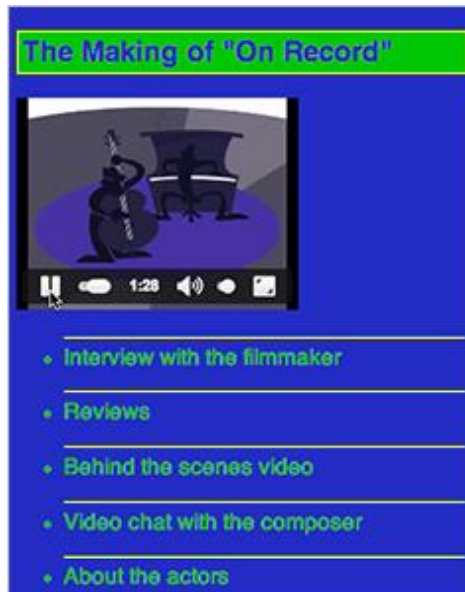 The Making of "On Record"
1:28
Interview with the filmmaker
Reviews
Behind the scenes video
Video chat with the composer
About the actors